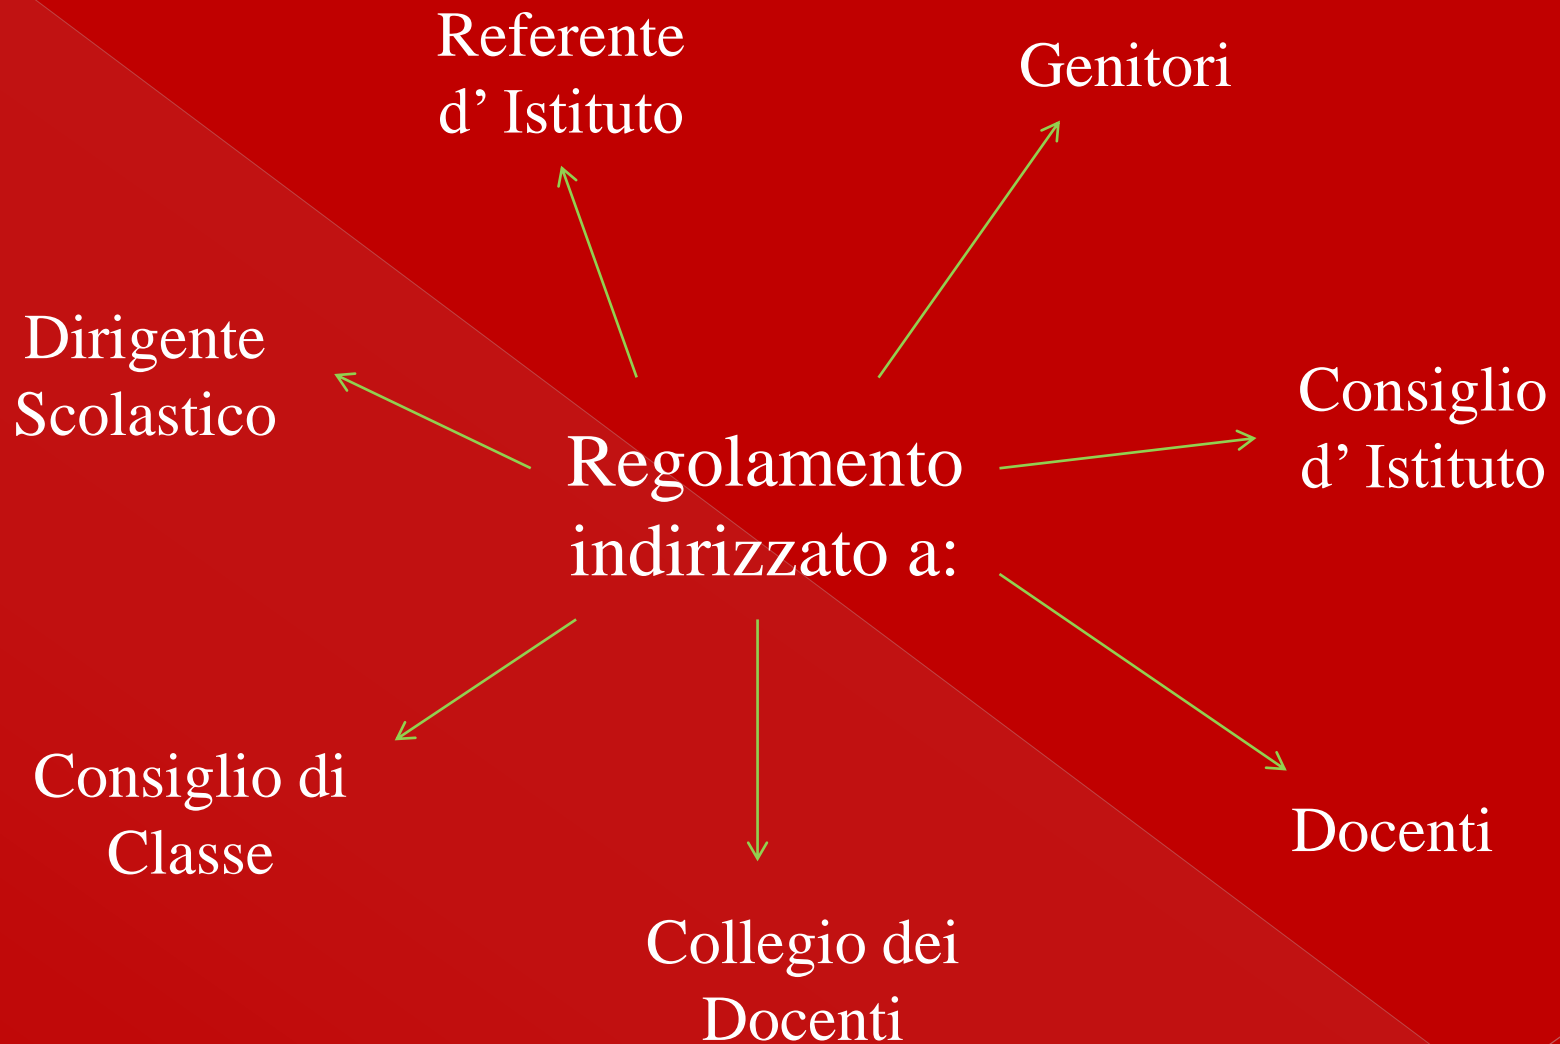 Referente
d’ Istituto
Genitori
Dirigente
Scolastico
Consiglio
d’ Istituto
Regolamento
indirizzato a:
Consiglio di
Classe
Docenti
Collegio dei
Docenti